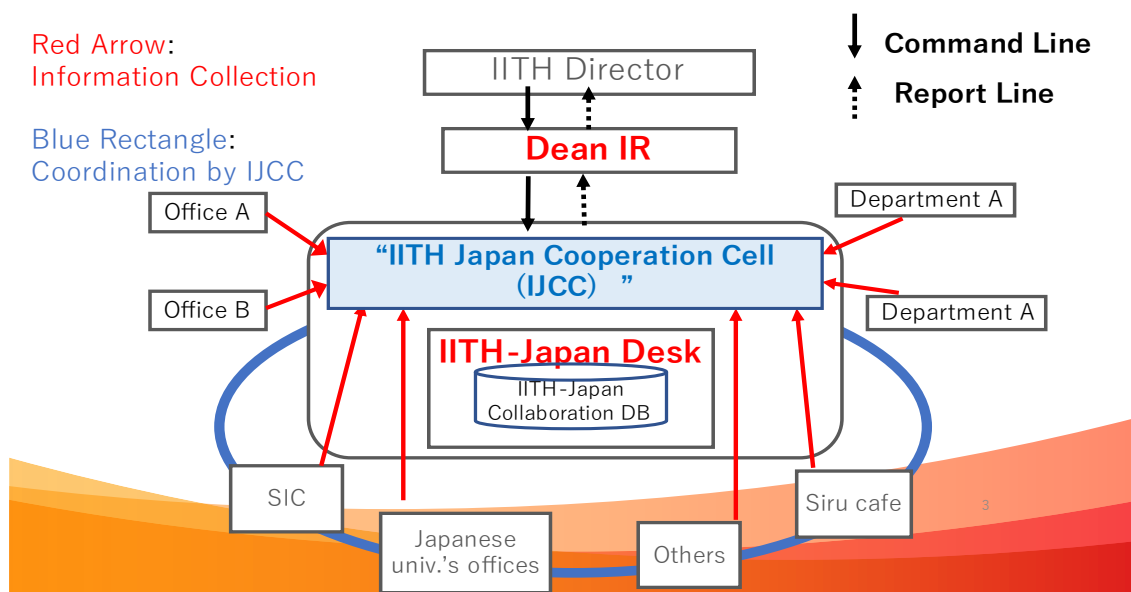 Red Arrow:
Information Collection
Blue Rectangle:
Coordination by IJCC
Command Line
Report Line
IITH Director
Dean IR
Office A
Department A
“IITH Japan Cooperation Cell
(IJCC) ”
Office B
Department A
IITH-Japan Desk
IITH-Japan
Collaboration DB
SIC
Siru cafe
3
Japanese
univ.’s offices
Others